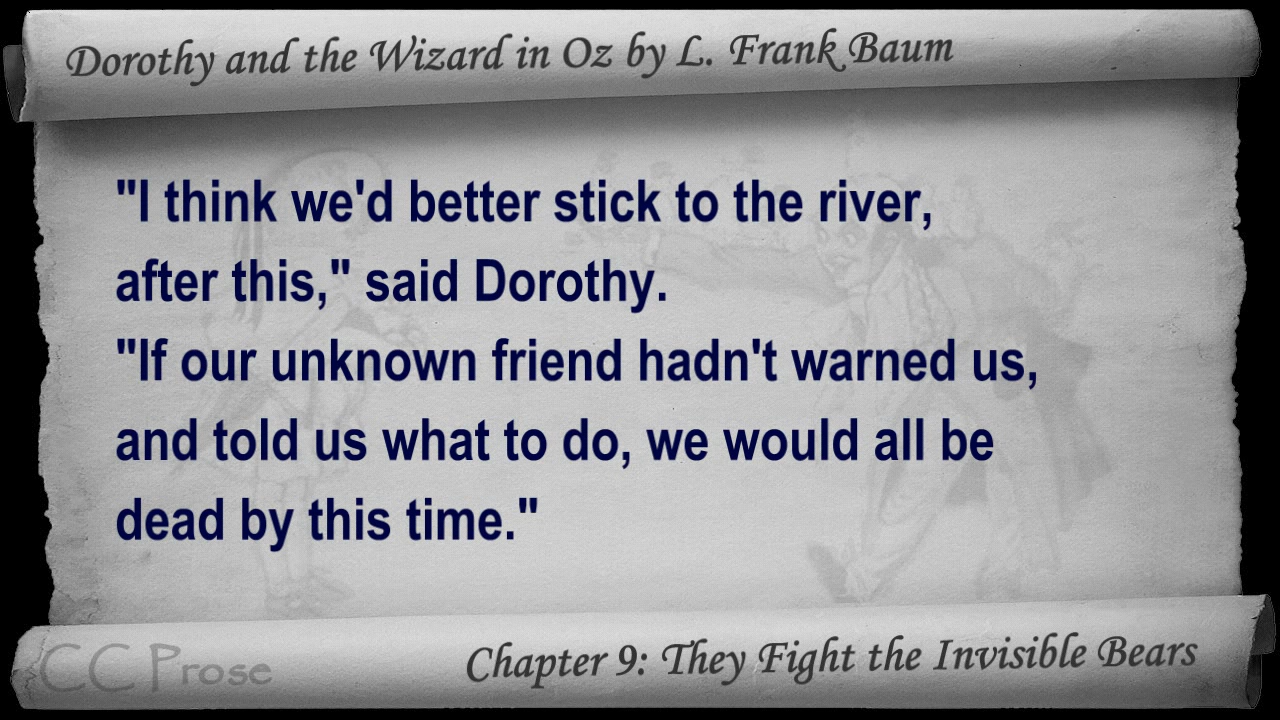 Dorothy and the Wizard in Oz by L. Frank Baum
"I think we'd better stick to the river,
after this," said Dorothy.
"If our unknown friend hadn't warned us,
and told us what to do, we would all be
dead by this time."
CC Prose
Chapter 9: They Fight the Invisible Bears